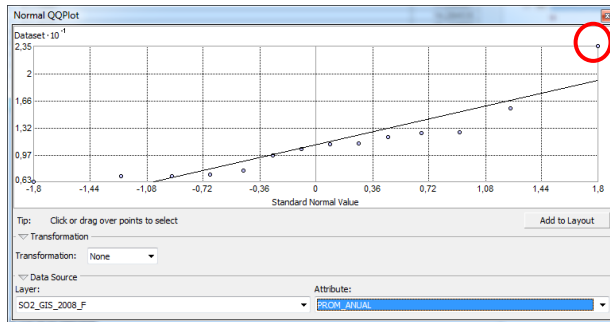 Normal QQPlot
Dataset · 10 ⁻¹
2,35
2
1,66
1,32
0,97
0,63
-1,8 -1,44 -1,08 -0,72 -0,36 0 0,36 0,72 1,08 1,44 1,8
Standard Normal Value
Tip: Click or drag over points to select Add to Layout
Transformation
Transformation: None
Data Source
Layer: Attribute:
SO2_GIS_2008_F PROM_ANUAL